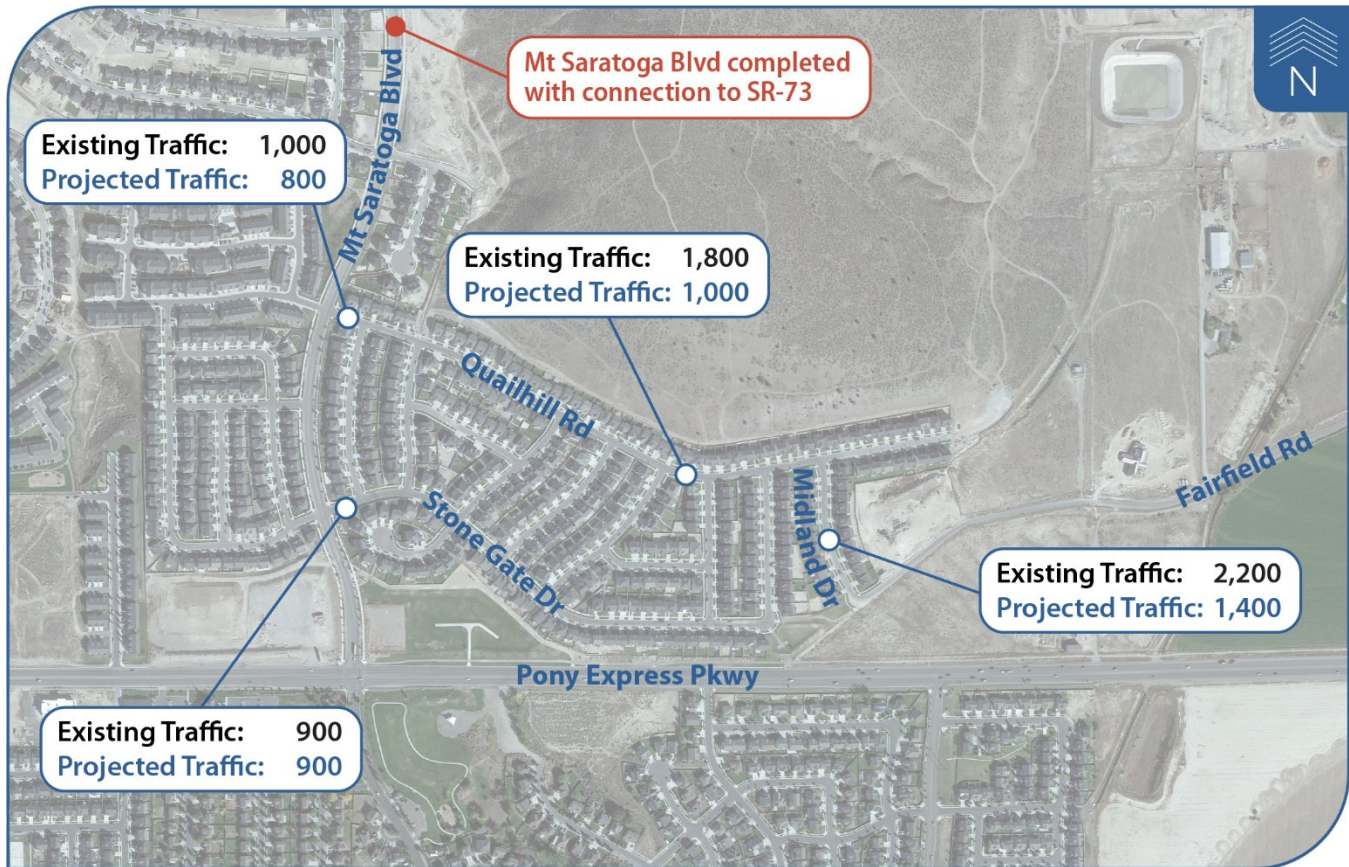 Mt Saratoga Blvd completed
with connection to SR-73
N
Mt Saratoga Blvd
Existing Traffic: 1,000
Projected Traffic: 800
Existing Traffic: 1,800
Projected Traffic: 1,000
Quailhill Rd
Stone Gate Dr
Midland Dr
Fairfield Rd
Existing Traffic: 2,200
Projected Traffic: 1,400
Pony Express Pkwy
Existing Traffic: 900
Projected Traffic: 900